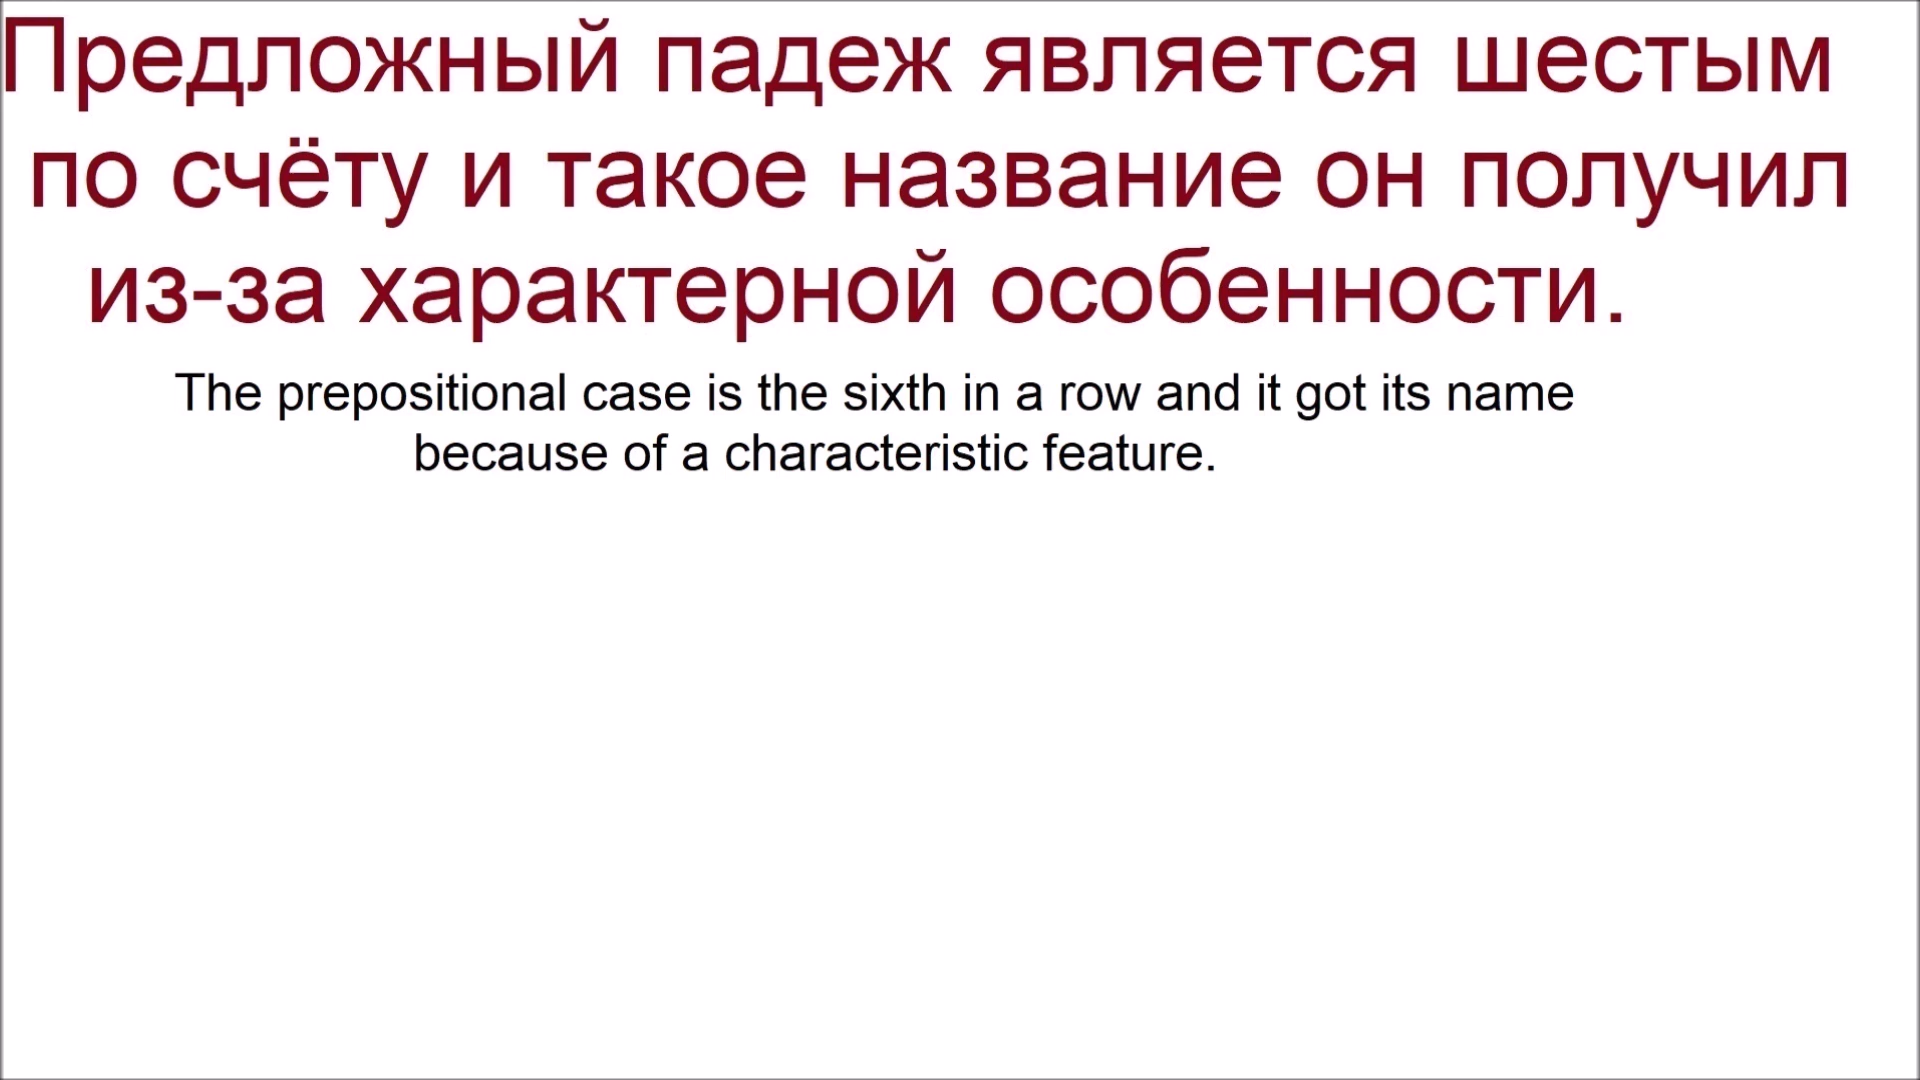 Предложный падеж является шестым
по счёту и такое название он получил
из-за характерной особенности.
The prepositional case is the sixth in a row and it got its name
because of a characteristic feature.